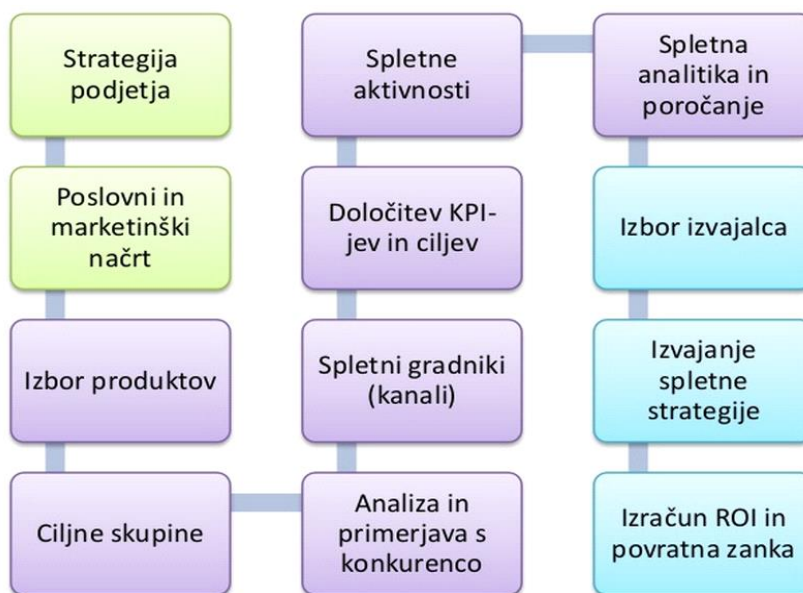 Strategija
podjetja
Poslovni in
marketinški
načrt
Izbor produktov
Ciljne skupine
Analiza in
primerjava s
konkurenco
Spletni gradniki
(kanali)
Določitev KPI-
jev in ciljev
Spletne
aktivnosti
Spletna
analitika in
poročanje
Izbor izvajalca
Izvajanje
spletne
strategije
Izračun ROI in
povratna zanka